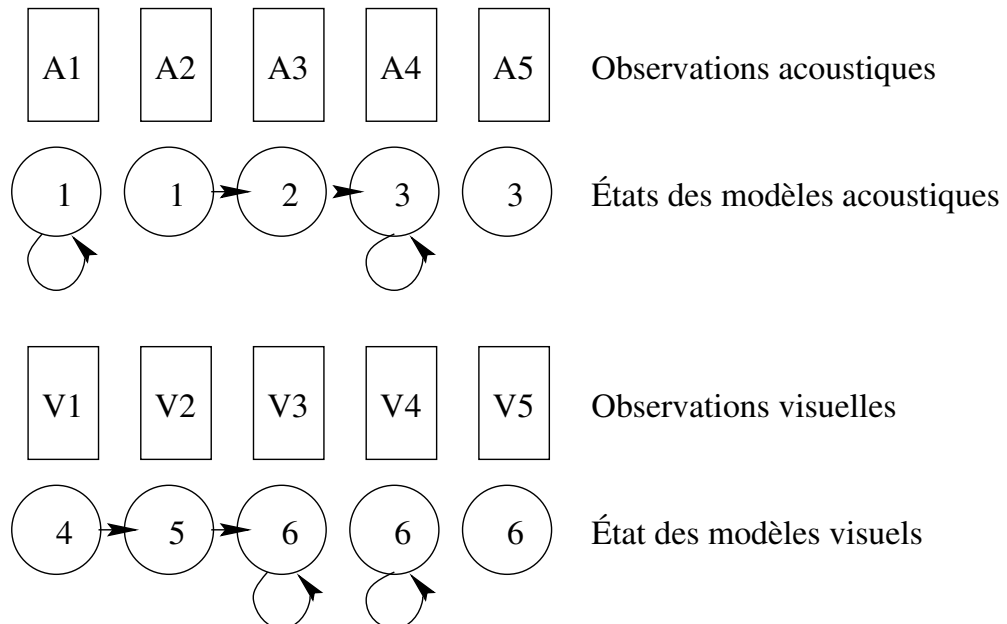 A1 A2 A3 A4 A5 Observations acoustiques
1 1 2 3 3 États des modèles acoustiques
V1 V2 V3 V4 V5 Observations visuelles
4 5 6 6 6 État des modèles visuels